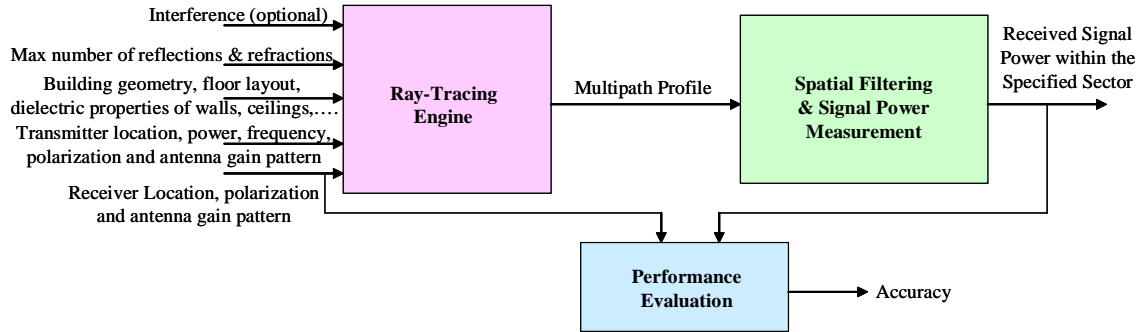 Interference (optional)
Max number of reflections & refractions
Building geometry, floor layout,
dielectric properties of walls, ceilings,….
Transmitter location, power, frequency,
polarization and antenna gain pattern
Receiver Location, polarization
and antenna gain pattern
Ray-Tracing
Engine
Multipath Profile
Spatial Filtering
& Signal Power
Measurement
Received Signal
Power within the
Specified Sector
Performance
Evaluation
Accuracy